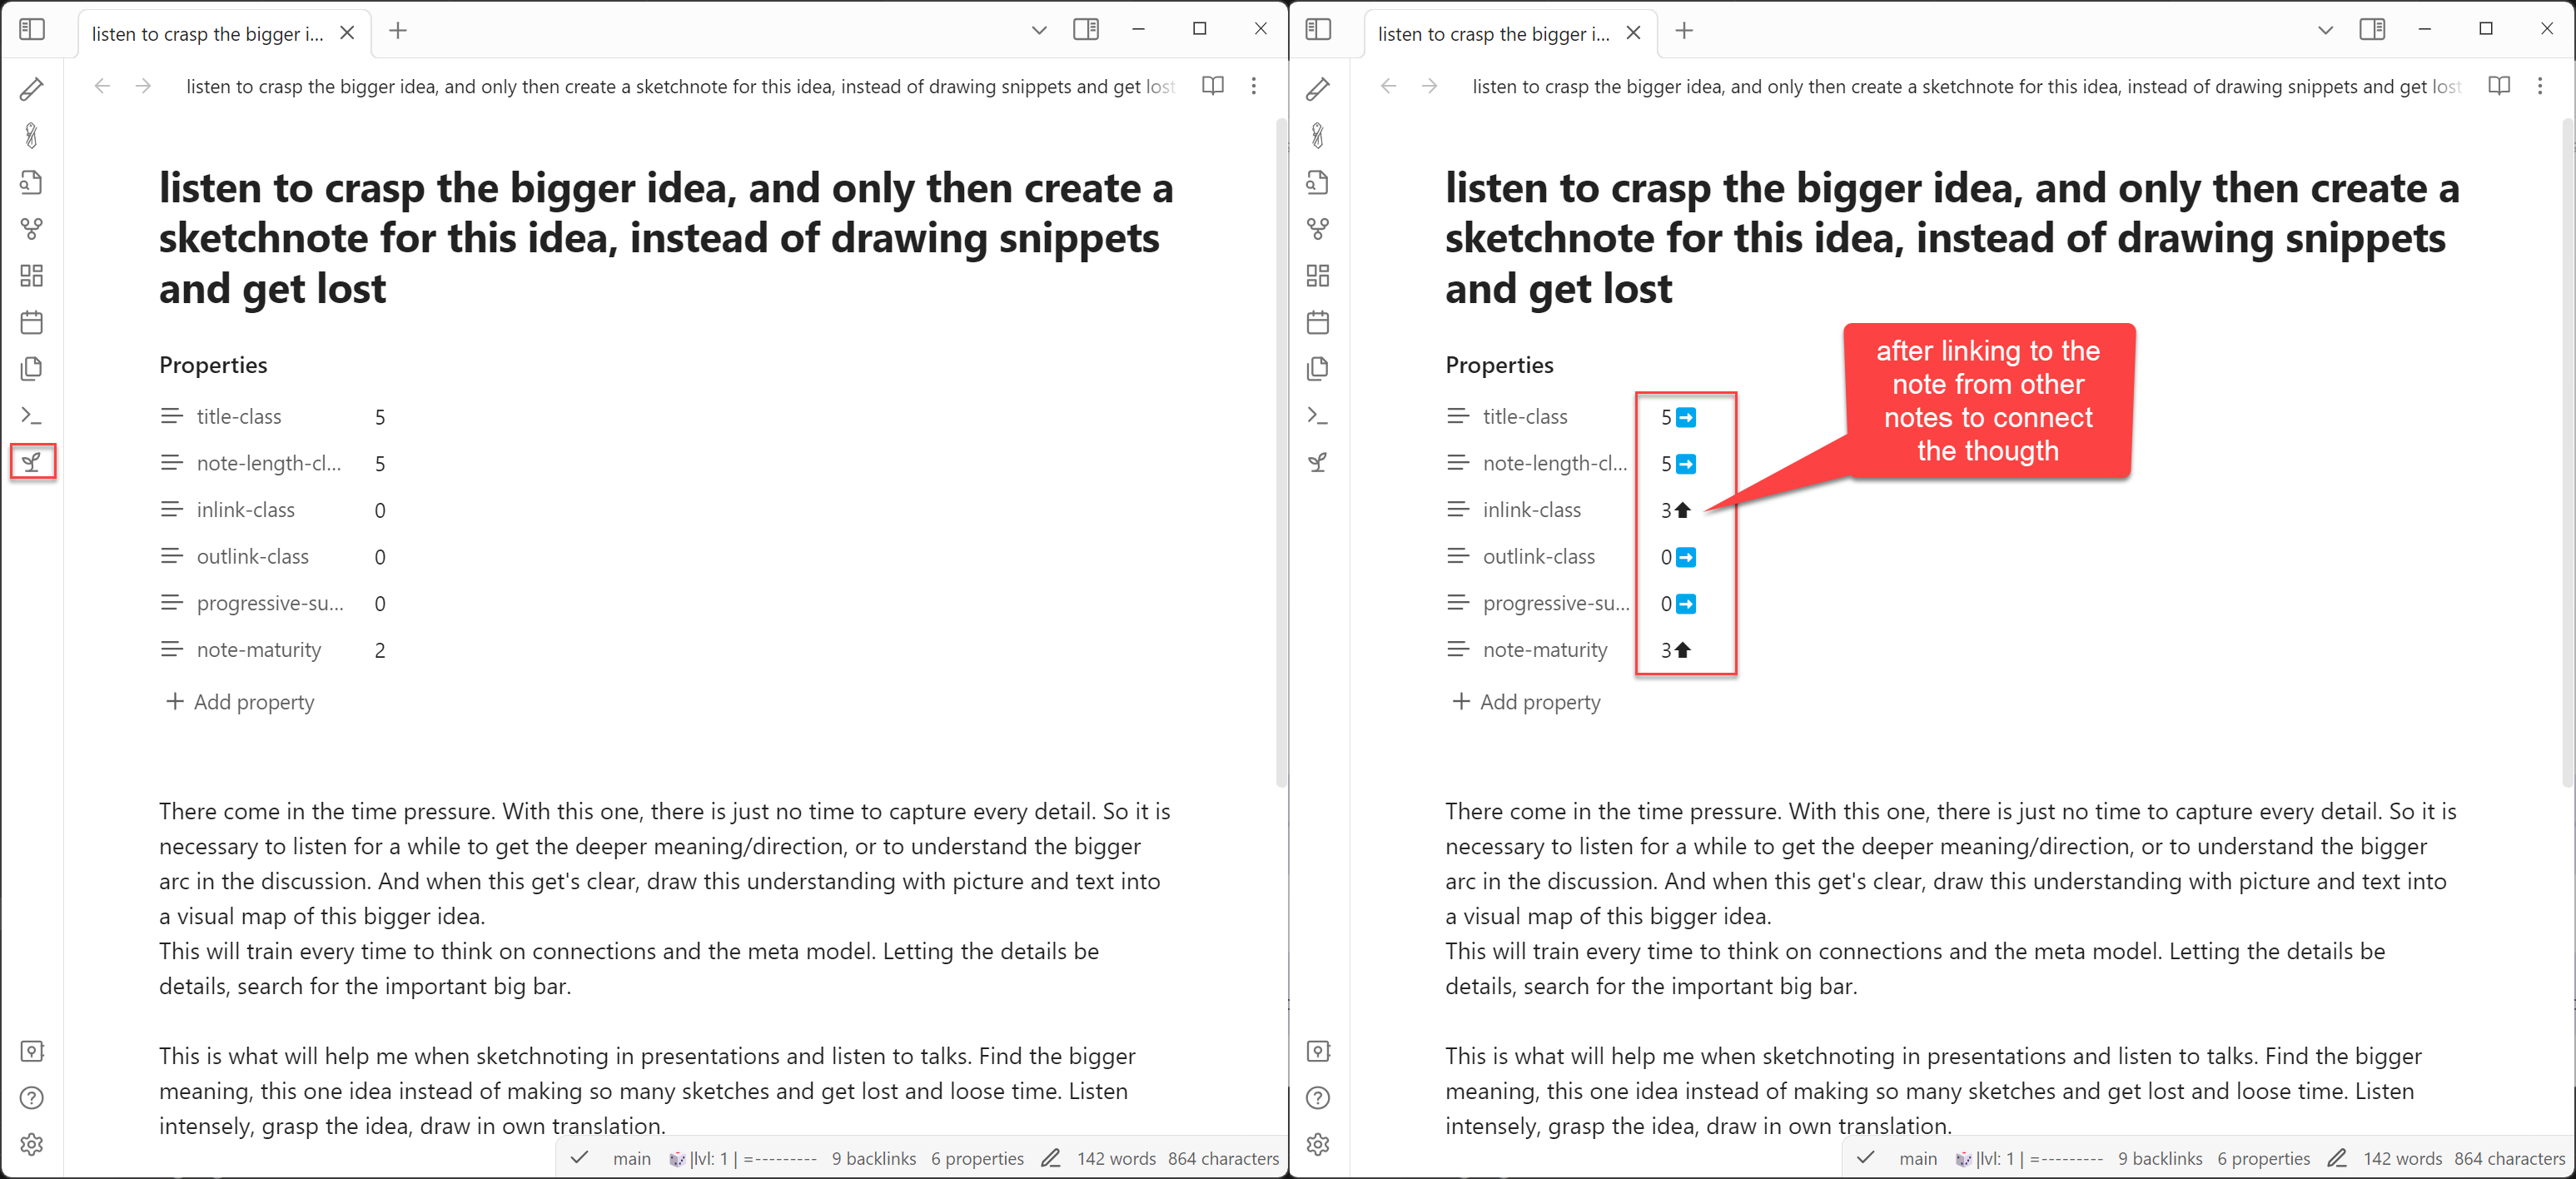 listen to crasp the bigger i...
listen to crasp the bigger idea, and only then create a sketchnote for this idea, instead of drawing snippets and get lost
listen to crasp the bigger idea, and only then create a
sketchnote for this idea, instead of drawing snippets
and get lost
Properties
title-class 5
note-length-cl... 5
inlink-class 0
outlink-class 0
progressive-su... 0
note-maturity 2
+ Add property
There come in the time pressure. With this one, there is just no time to capture every detail. So it is
necessary to listen for a while to get the deeper meaning/direction, or to understand the bigger
arc in the discussion. And when this get's clear, draw this understanding with picture and text into
a visual map of this bigger idea.
This will train every time to think on connections and the meta model. Letting the details be
details, search for the important big bar.
This is what will help me when sketchnoting in presentations and listen to talks. Find the bigger
meaning, this one idea instead of making so many sketches and get lost and loose time. Listen
intensely, grasp the idea, draw in own translation.
main 🎲|lvl: 1 | =--------- 9 backlinks 6 properties 142 words 864 characters
listen to crasp the bigger i...
listen to crasp the bigger idea, and only then create a sketchnote for this idea, instead of drawing snippets and get lost
listen to crasp the bigger idea, and only then create a
sketchnote for this idea, instead of drawing snippets
and get lost
Properties
title-class 5➡️
note-length-cl... 5➡️
inlink-class 3⬆
outlink-class 0➡️
progressive-su... 0➡️
note-maturity 3⬆
+ Add property
after linking to the
note from other
notes to connect
the thougth
There come in the time pressure. With this one, there is just no time to capture every detail. So it is
necessary to listen for a while to get the deeper meaning/direction, or to understand the bigger
arc in the discussion. And when this get's clear, draw this understanding with picture and text into
a visual map of this bigger idea.
This will train every time to think on connections and the meta model. Letting the details be
details, search for the important big bar.
This is what will help me when sketchnoting in presentations and listen to talks. Find the bigger
meaning, this one idea instead of making so many sketches and get lost and loose time. Listen
intensely, grasp the idea, draw in own translation.
main 🎲|lvl: 1 | =--------- 9 backlinks 6 properties 142 words 864 characters